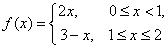 f(x) = { 2x, 0 ≤ x < 1,
3 − x, 1 ≤ x ≤ 2